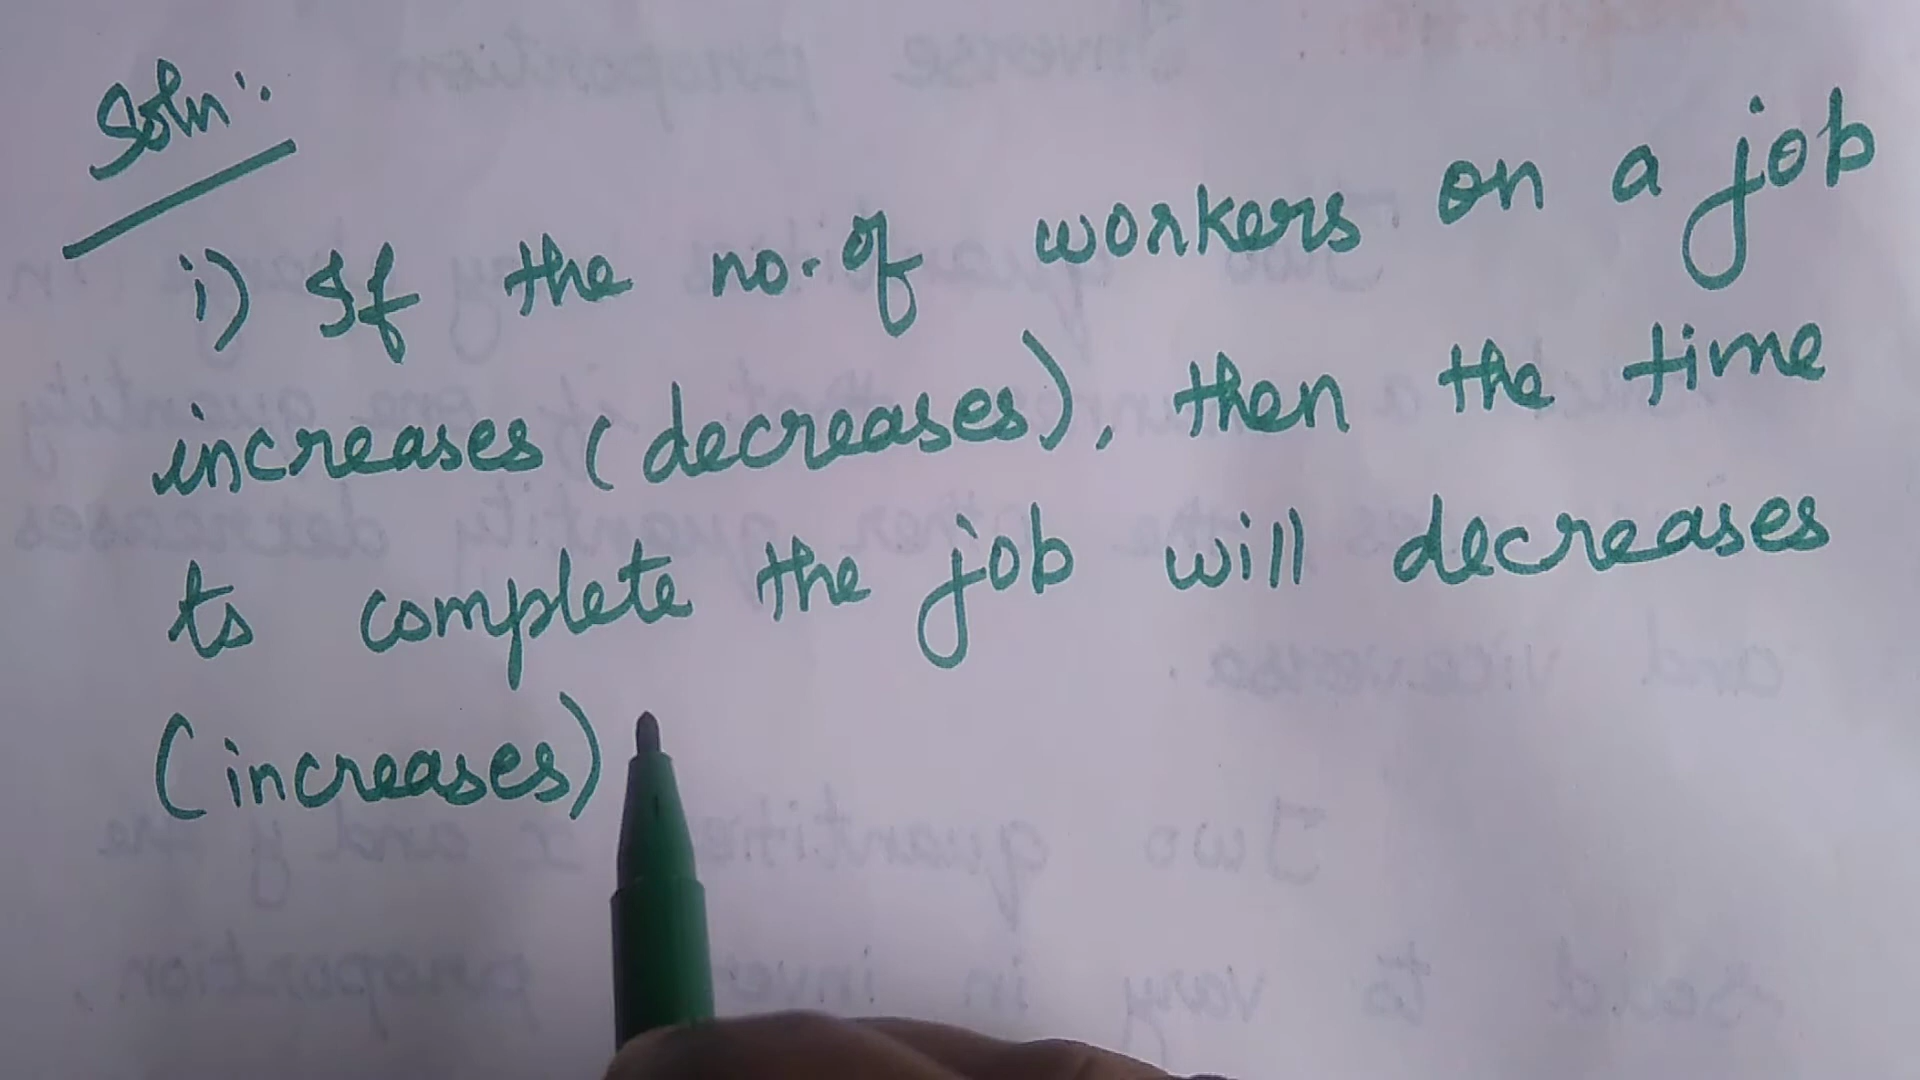 Soln:
i) If the no. of workers on a job
increases (decreases), then the time
to complete the job will decreases
(increases)